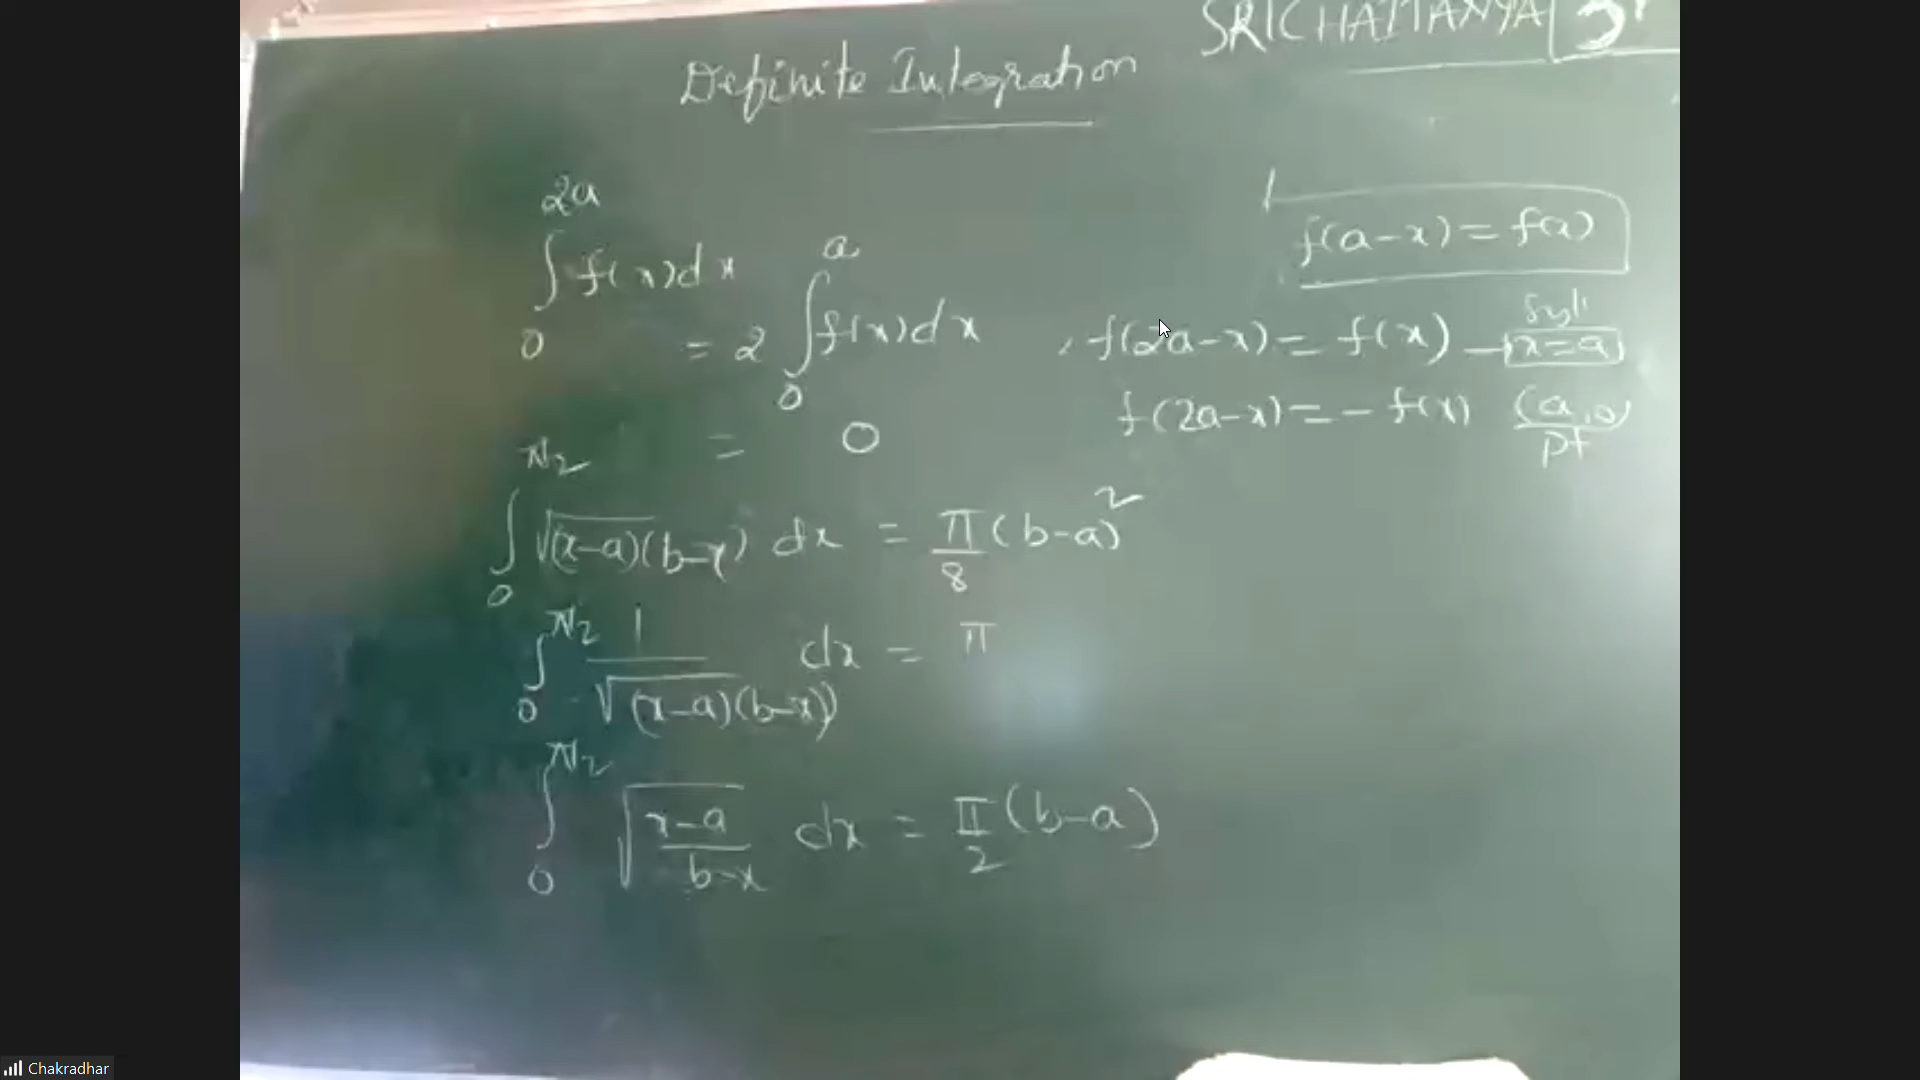 SRICHAITANYA
Definite Integration
∫₀^2a f(x)dx
= 2 ∫₀^a f(x)dx , f(2a-x) = f(x) — x=a
f(a-x) = f(x)
= 0 f(2a-x) = - f(x) (a,0) pt
∫₀^π/2 √(x-a)(b-x) dx = π/8 (b-a)²
∫₀^π/2 1/√(x-a)(b-x) dx = π
∫₀^π/2 √(x-a)/(b-x) dx = π/2 (b-a)
Chakradhar